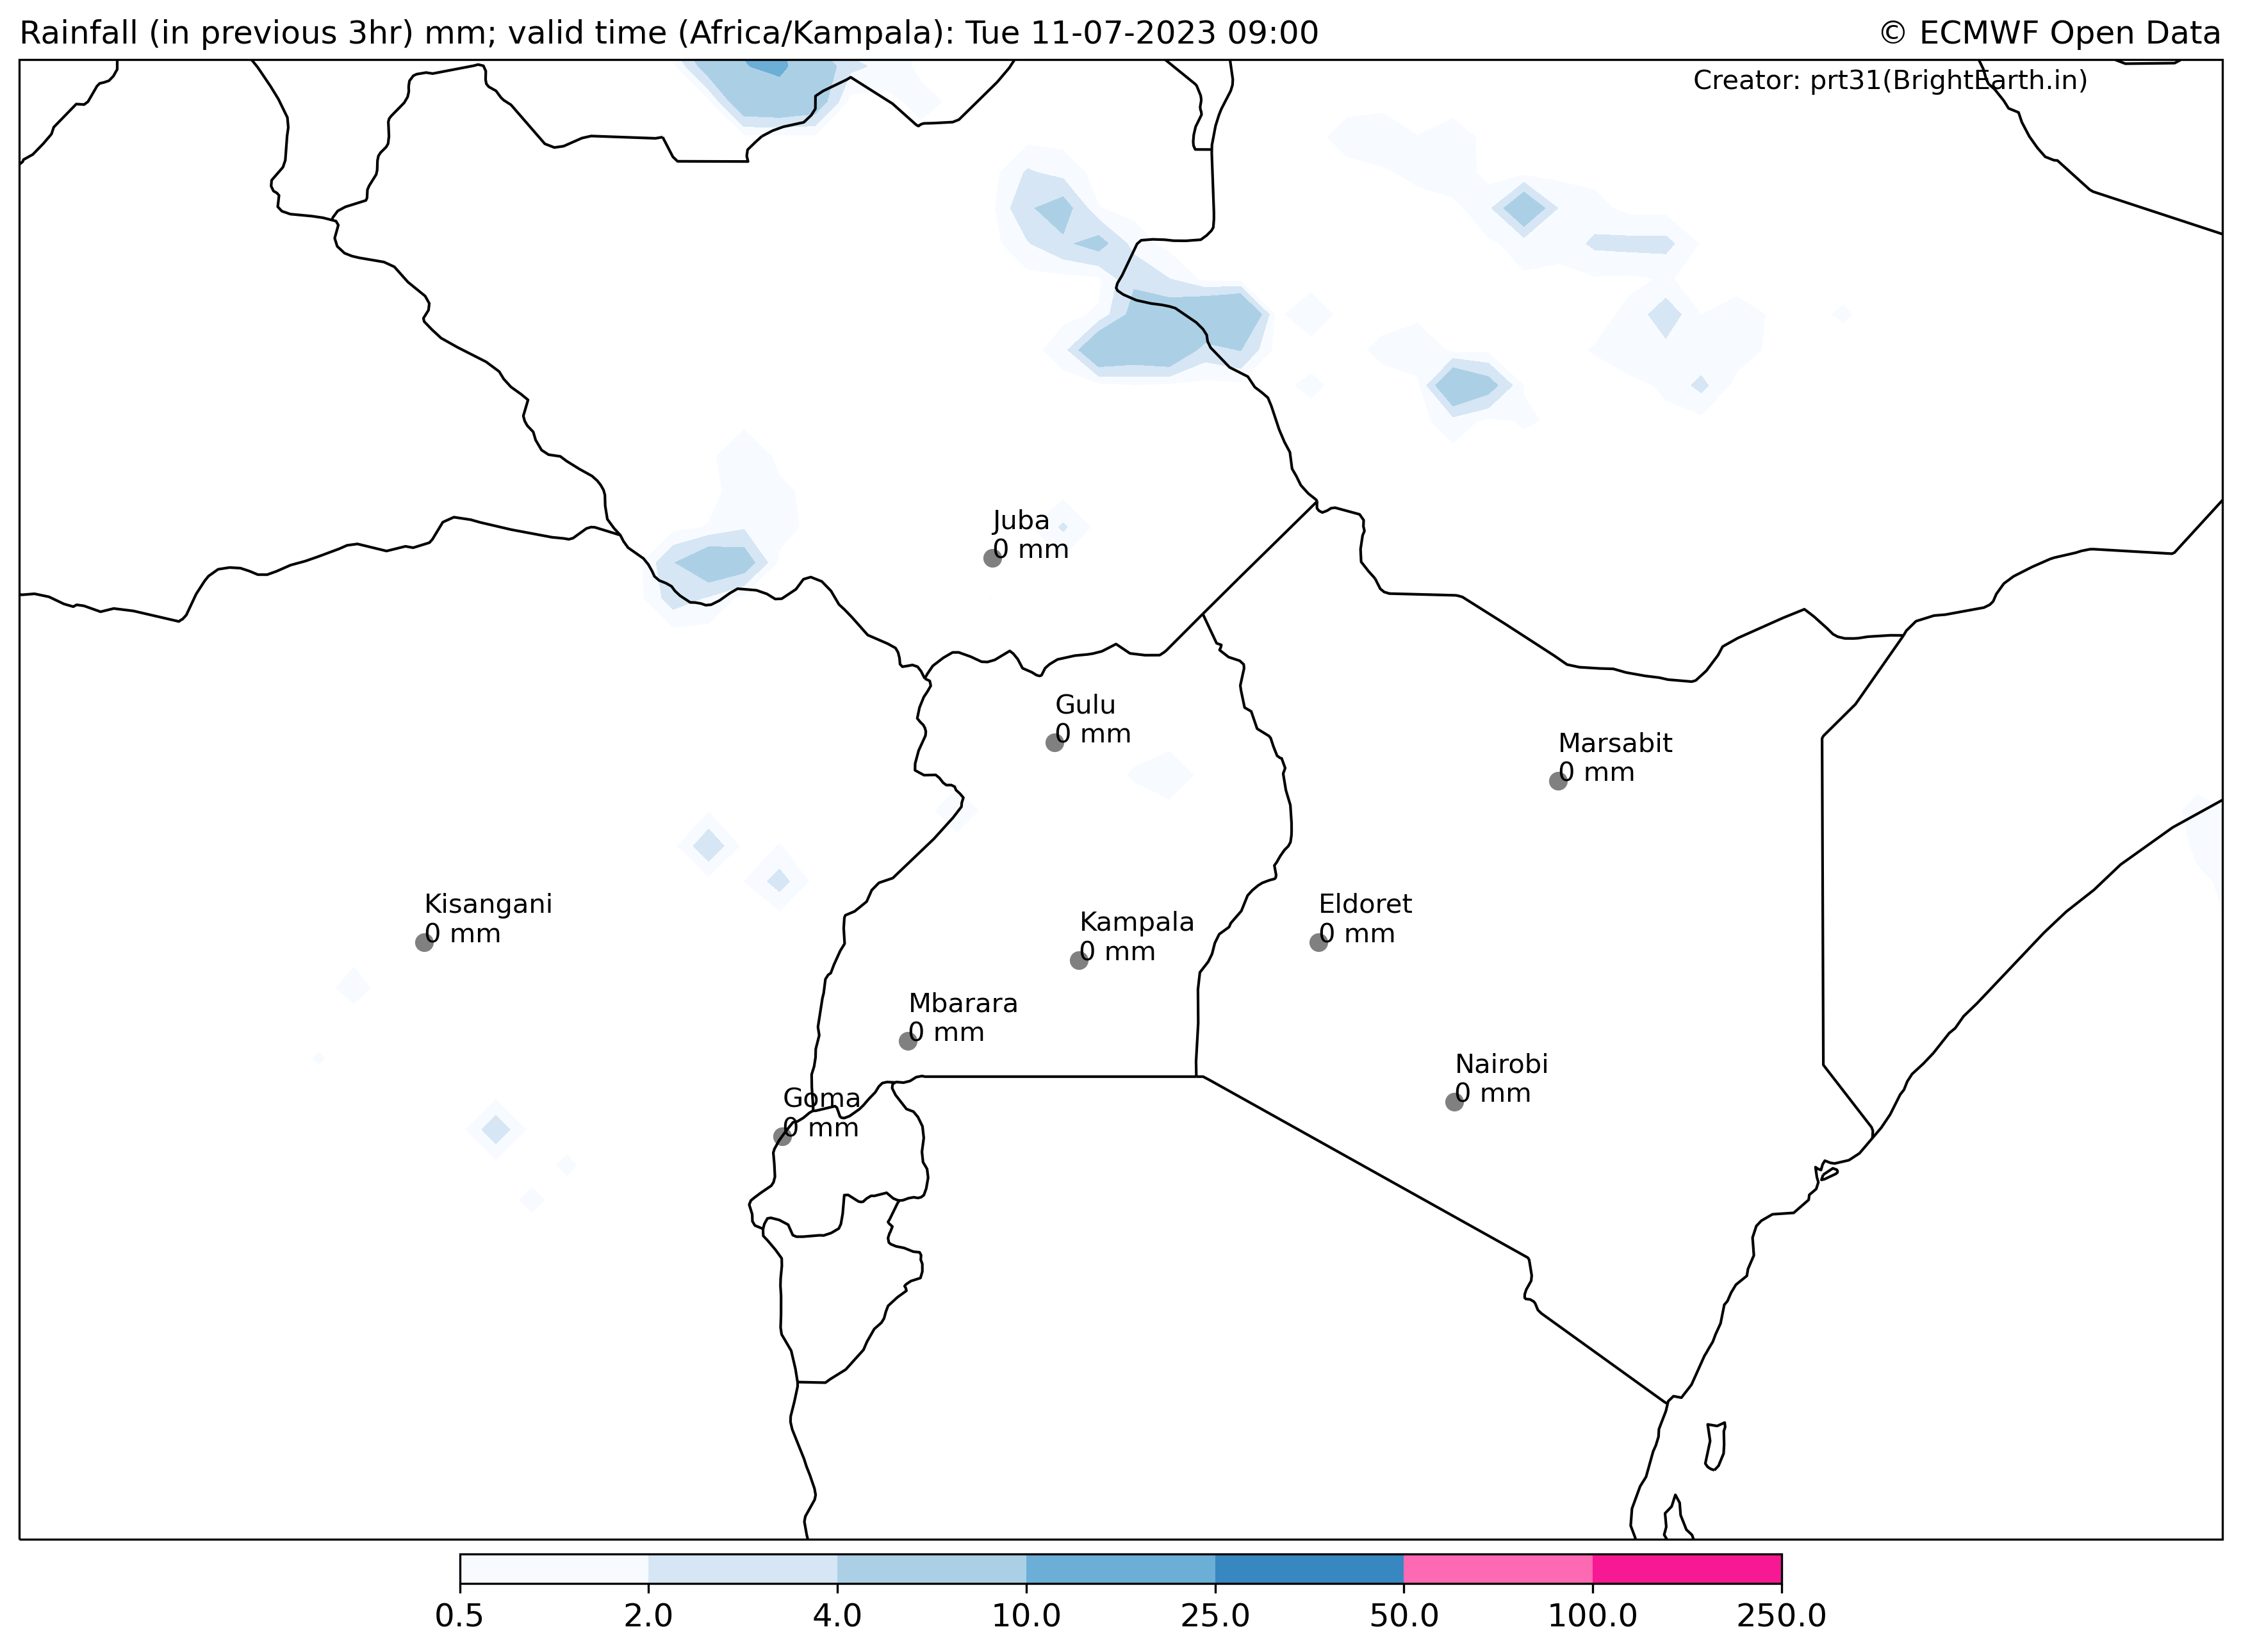 Rainfall (in previous 3hr) mm; valid time (Africa/Kampala): Tue 11-07-2023 09:00
© ECMWF Open Data
Creator: prt31(BrightEarth.in)
Juba
0 mm
Gulu
0 mm
Marsabit
0 mm
Kisangani
0 mm
Eldoret
0 mm
Kampala
0 mm
Mbarara
0 mm
Nairobi
0 mm
Goma
0 mm
0.5 2.0 4.0 10.0 25.0 50.0 100.0 250.0